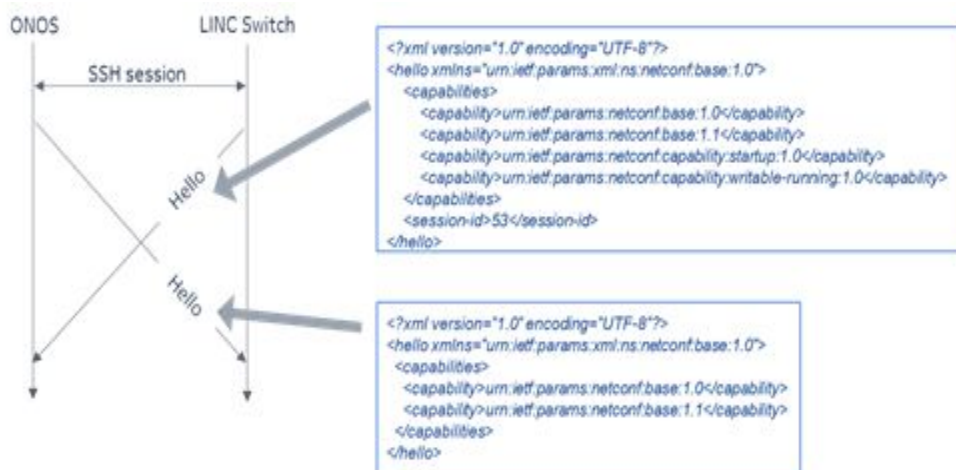 ONOS
LINC Switch
SSH session
Hello
Hello
<?xml version="1.0" encoding="UTF-8"?>
<hello xmlns="urn:ietf:params:xml:ns:netconf:base:1.0">
<capabilities>
<capability>urn:ietf:params:netconf:base:1.0</capability>
<capability>urn:ietf:params:netconf:base:1.1</capability>
<capability>urn:ietf:params:netconf:capability:startup:1.0</capability>
<capability>urn:ietf:params:netconf:capability:writable-running:1.0</capability>
</capabilities>
<session-id>53</session-id>
</hello>
<?xml version="1.0" encoding="UTF-8"?>
<hello xmlns="urn:ietf:params:xml:ns:netconf:base:1.0">
<capabilities>
<capability>urn:ietf:params:netconf:base:1.0</capability>
<capability>urn:ietf:params:netconf:base:1.1</capability>
</capabilities>
</hello>